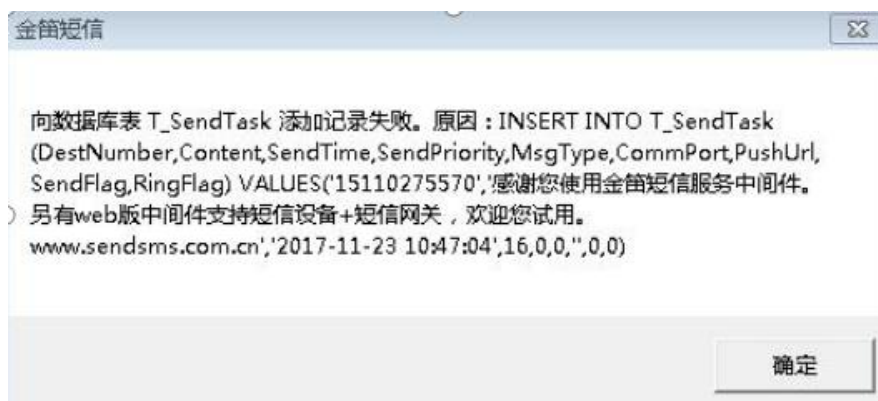 金笛短信
向数据库表 T_SendTask 添加记录失败。原因：INSERT INTO T_SendTask
(DestNumber,Content,SendTime,SendPriority,MsgType,CommPort,PushUrl,
SendFlag,RingFlag) VALUES('15110275570','感谢您使用金笛短信服务中间件。
另有web版中间件支持短信设备+短信网关，欢迎您试用。
www.sendsms.com.cn','2017-11-23 10:47:04',16,0,0,'',0,0)
确定